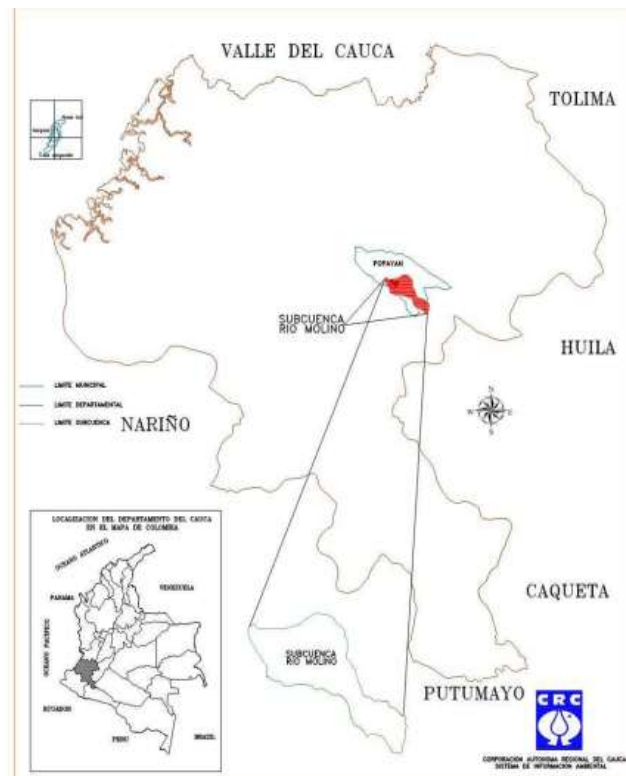 VALLE DEL CAUCA
TOLIMA
POPAYAN
SUBCUENCA
RIO MOLINO
HUILA
N
W E
S
LIMITE MUNICIPAL
LIMITE DEPARTAMENTAL
LIMITE SUBCUENCA
NARIÑO
LOCALIZACION DEL DEPARTAMENTO DEL CAUCA
EN EL MAPA DE COLOMBIA
OCEANO ATLANTICO
PANAMA
VENEZUELA
OCEANO PACIFICO
ECUADOR
PERU
BRAZIL
SUBCUENCA
RIO MOLINO
CAQUETA
PUTUMAYO
CRC
CORPORACION AUTONOMA REGIONAL DEL CAUCA
SISTEMA DE INFORMACION AMBIENTAL